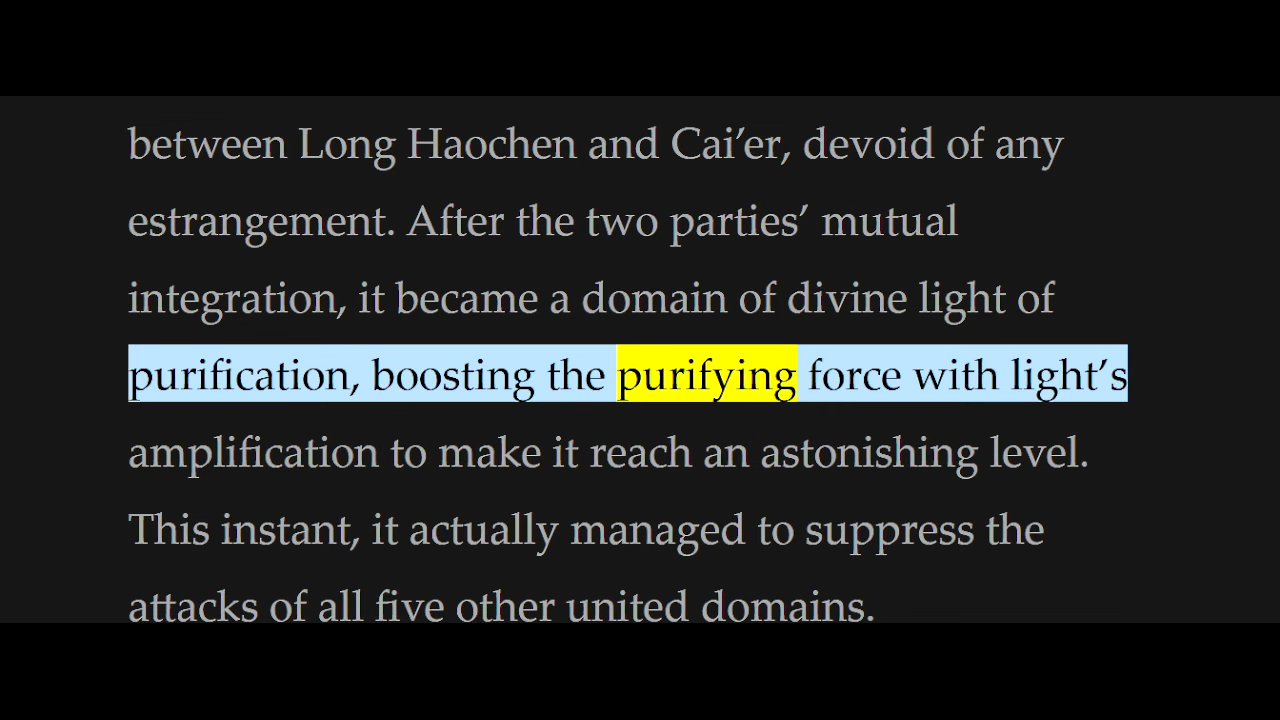 between Long Haochen and Cai’er, devoid of any
estrangement. After the two parties’ mutual
integration, it became a domain of divine light of
purification, boosting the purifying force with light’s
amplification to make it reach an astonishing level.
This instant, it actually managed to suppress the
attacks of all five other united domains.